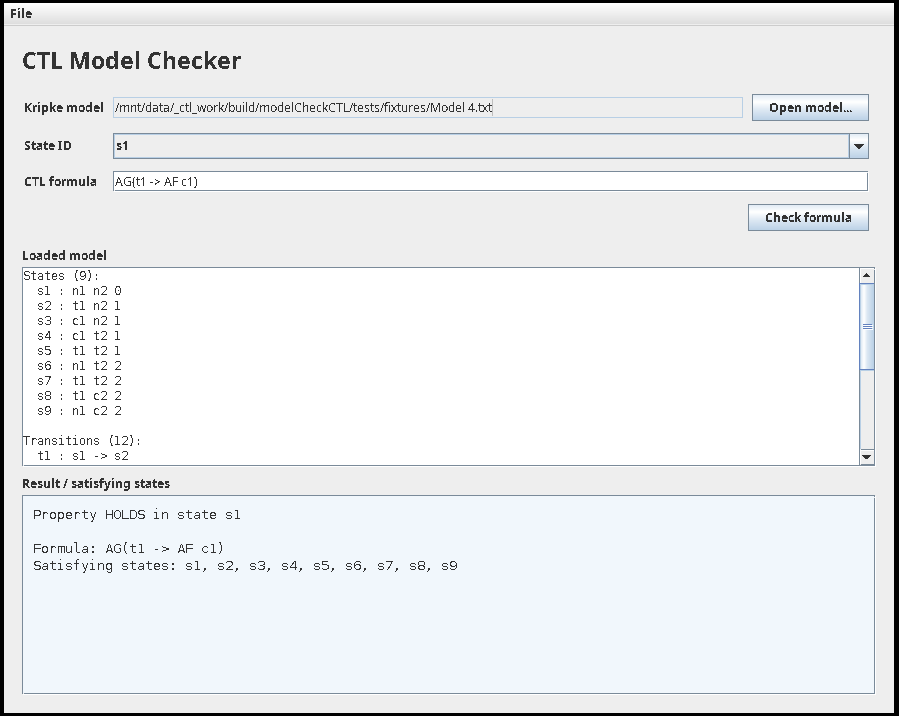 File
CTL Model Checker
Kripke model /mnt/data/_ctl_work/build/modelCheckCTL/tests/fixtures/Model 4.txt Open model...
State ID s1
CTL formula AG(t1 -> AF c1)
Check formula
Loaded model
States (9):
s1 : n1 n2 0
s2 : t1 n2 1
s3 : c1 n2 1
s4 : c1 t2 1
s5 : t1 t2 1
s6 : n1 t2 2
s7 : t1 t2 2
s8 : t1 c2 2
s9 : n1 c2 2
Transitions (12):
t1 : s1 -> s2
Result / satisfying states
Property HOLDS in state s1
Formula: AG(t1 -> AF c1)
Satisfying states: s1, s2, s3, s4, s5, s6, s7, s8, s9